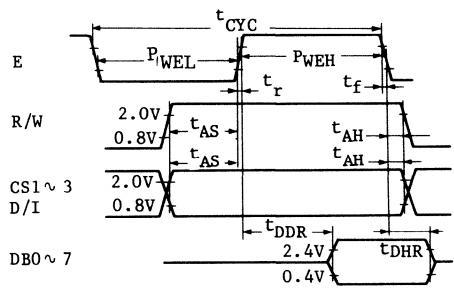 tCYC
E
PWEL
PWEH
tr
tf
R/W
2.0V
0.8V
tAS
tAS
tAH
tAH
CS1∿3
D/I
2.0V
0.8V
tDDR
tDHR
DB0∿7
2.4V
0.4V